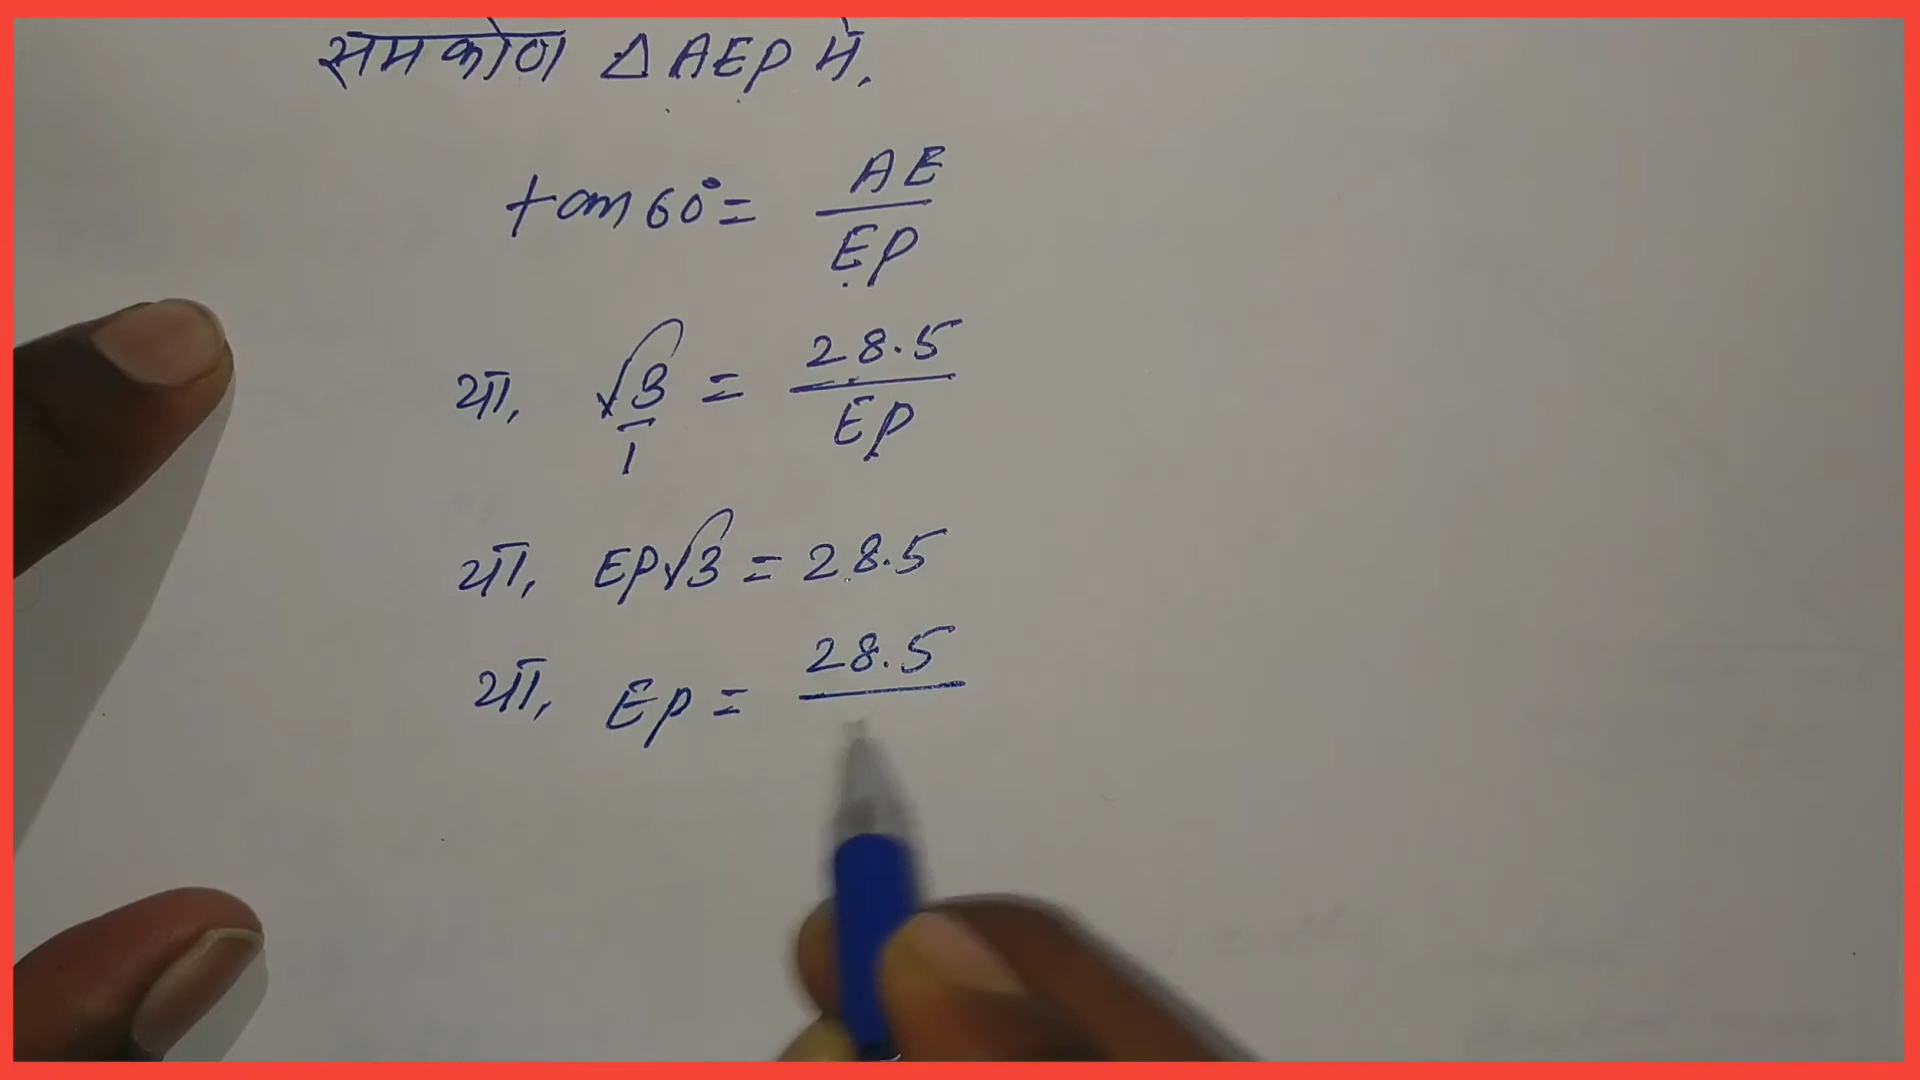 समकोण △ AEP में,
tan 60° = AE / EP
या, √3 / 1 = 28.5 / EP
या, EP√3 = 28.5
या, EP = 28.5 /